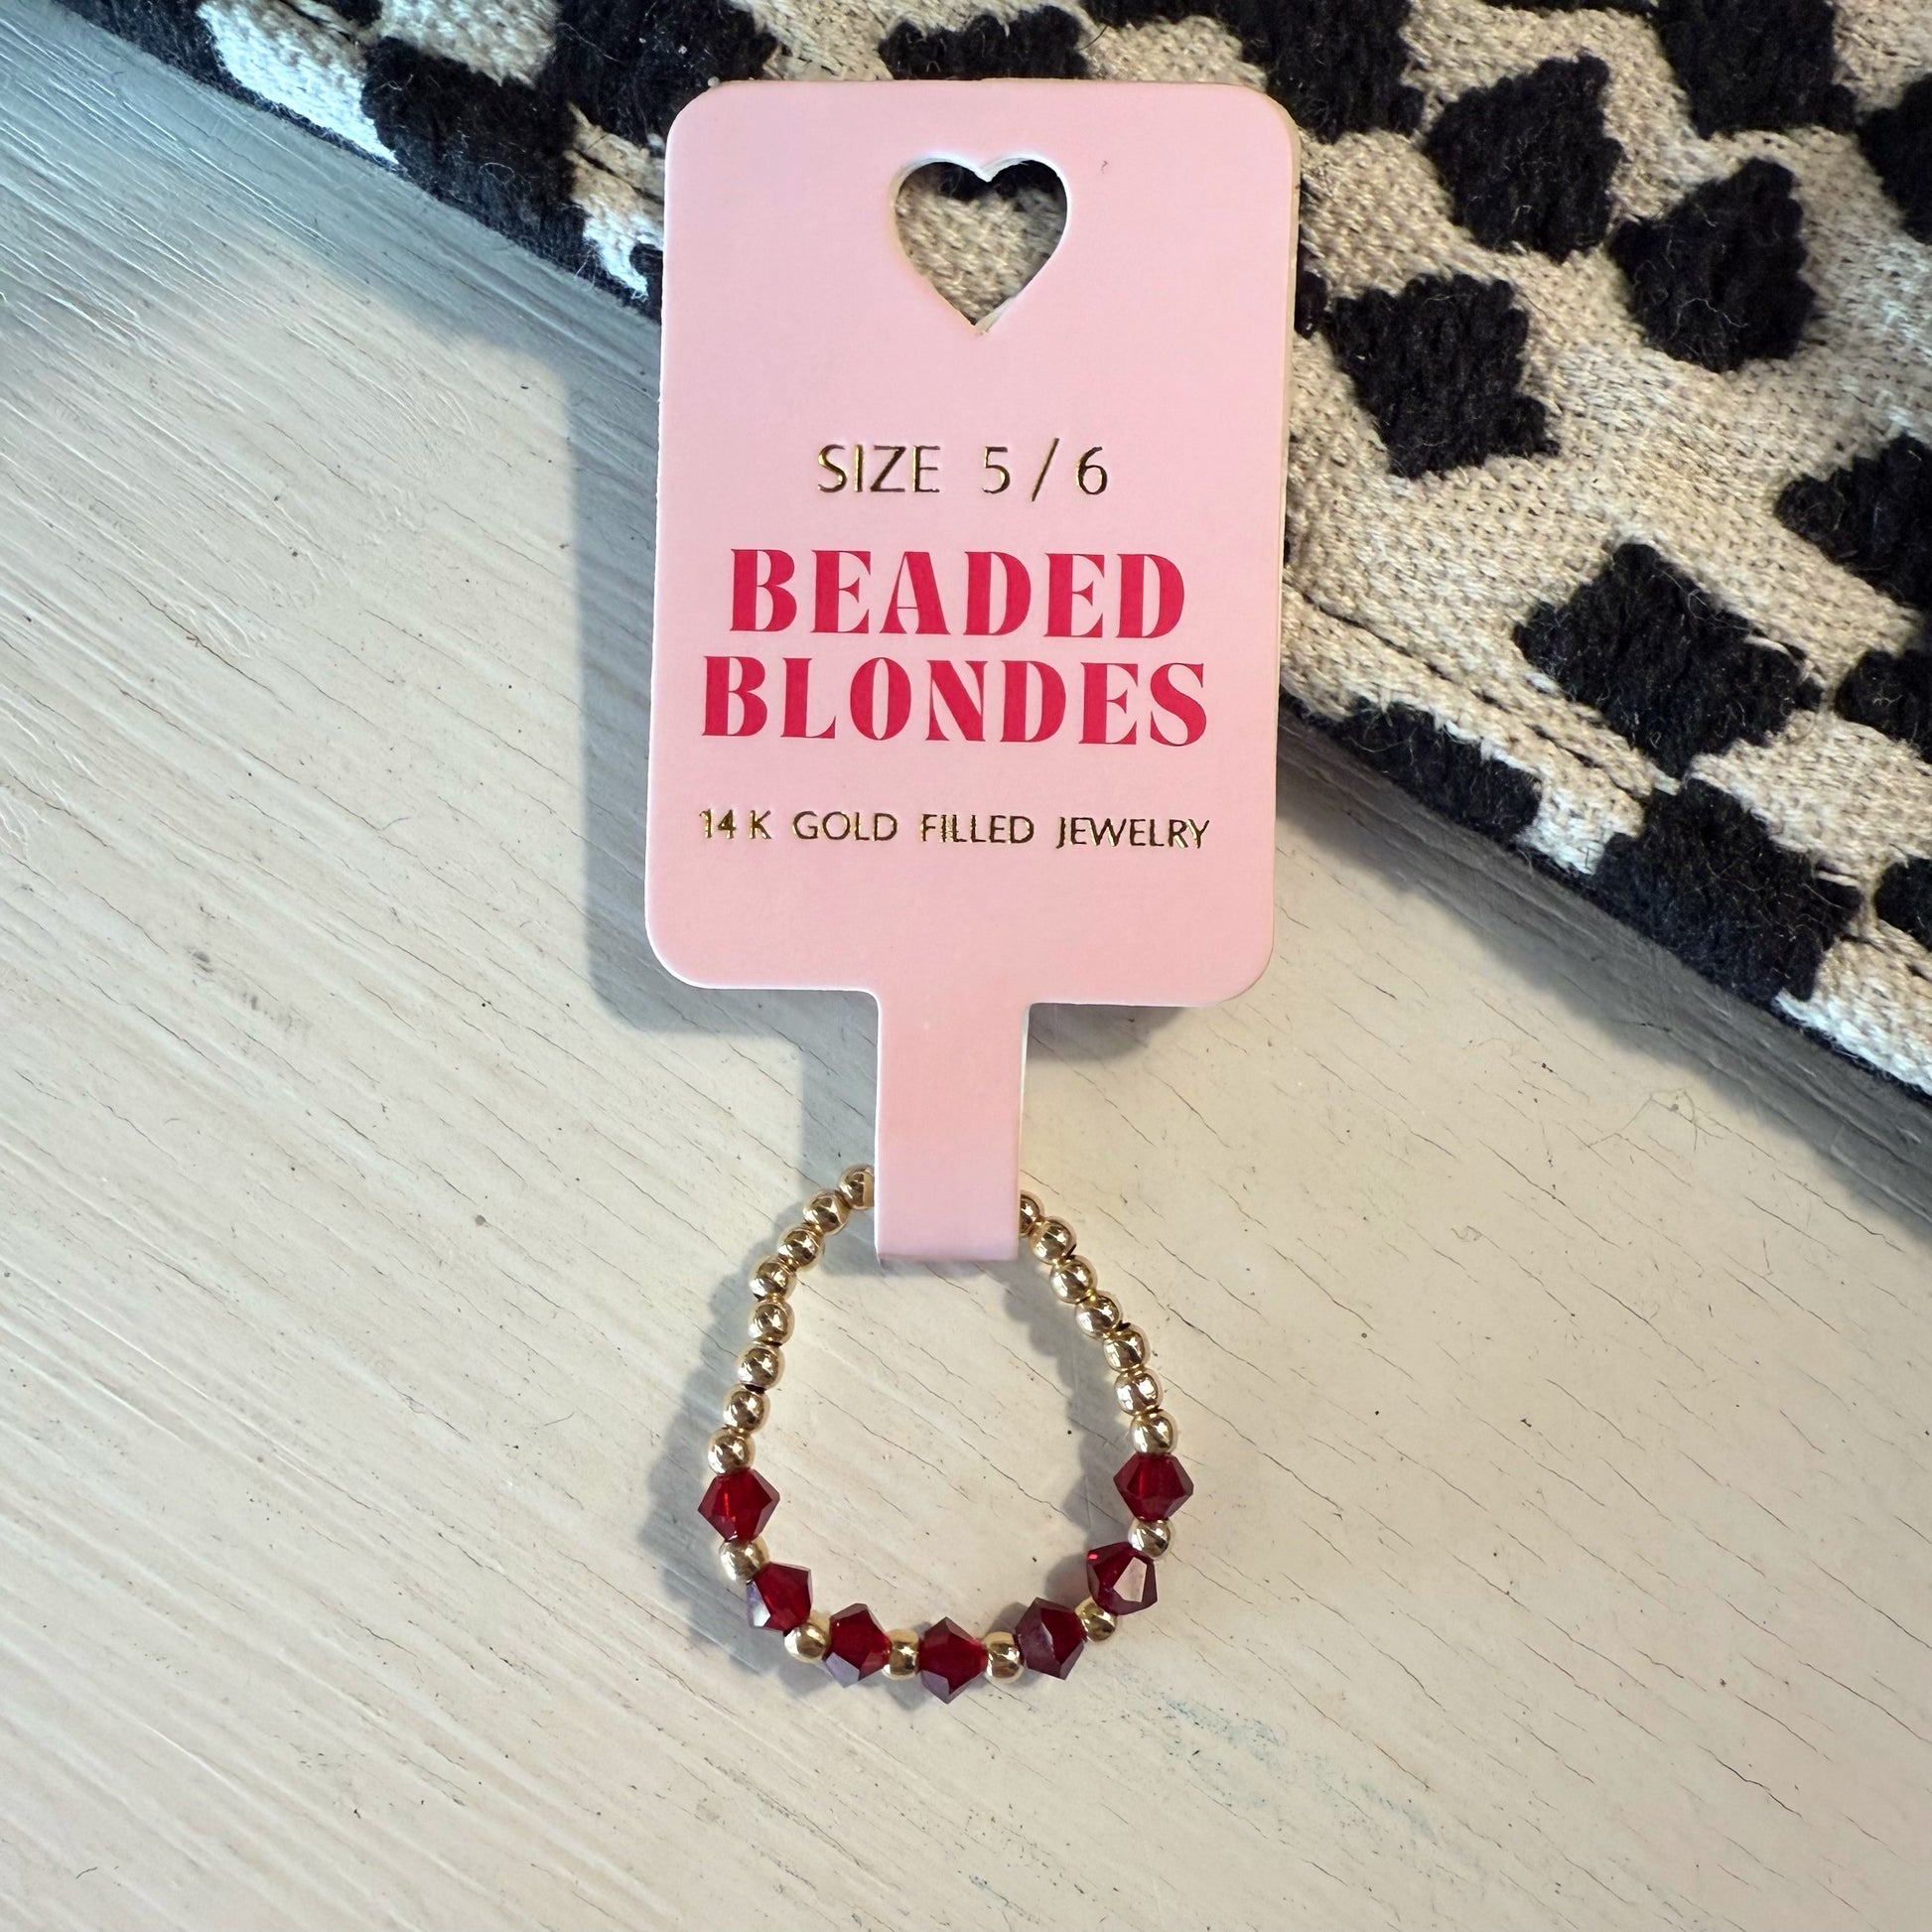 SIZE 5/6
BEADED
BLONDES
14K GOLD FILLED JEWELRY